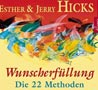 ESTHER & JERRY HICKS
Wunscherfüllung
Die 22 Methoden